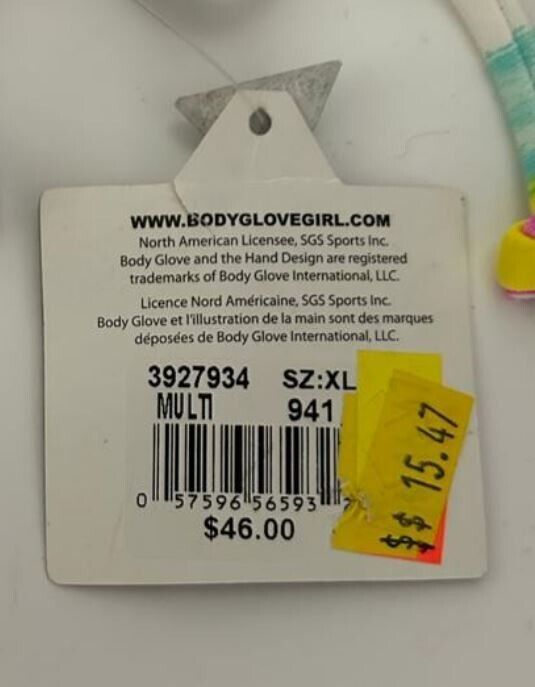 WWW.BODYGLOVEGIRL.COM
North American Licensee, SGS Sports Inc.
Body Glove and the Hand Design are registered
trademarks of Body Glove International, LLC.
Licence Nord Américaine, SGS Sports Inc.
Body Glove et l'illustration de la main sont des marques
déposées de Body Glove International, LLC.
3927934 SZ:XL
MULTI 941
0 57596 56593 7
$46.00
$$ 15.47